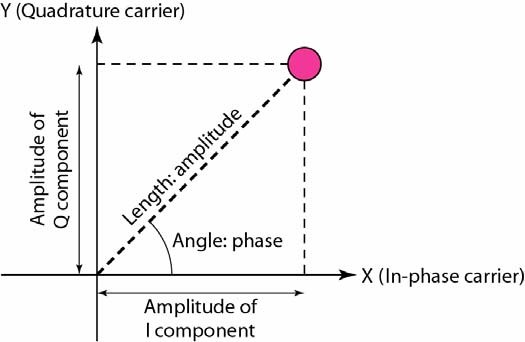 Y (Quadrature carrier)
Amplitude of
Q component
Length: amplitude
Angle: phase
X (In-phase carrier)
Amplitude of
I component